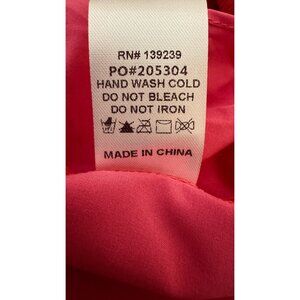 RN# 139239
PO#205304
HAND WASH COLD
DO NOT BLEACH
DO NOT IRON
MADE IN CHINA